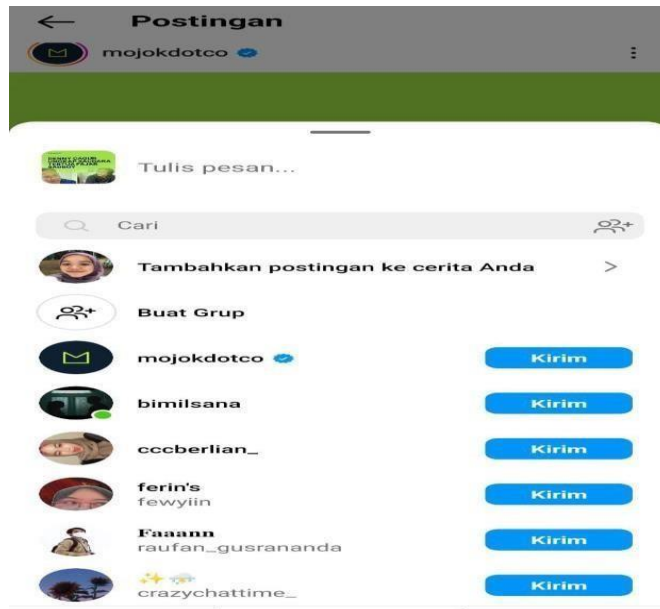 Postingan
mojokdotco
Tulis pesan...
Cari
Tambahkan postingan ke cerita Anda
Buat Grup
mojokdotco
Kirim
bimilsana
Kirim
cccberlian_
Kirim
ferin's
fewyiin
Kirim
Faaann
raufan_gusrananda
Kirim
crazychattime_
Kirim